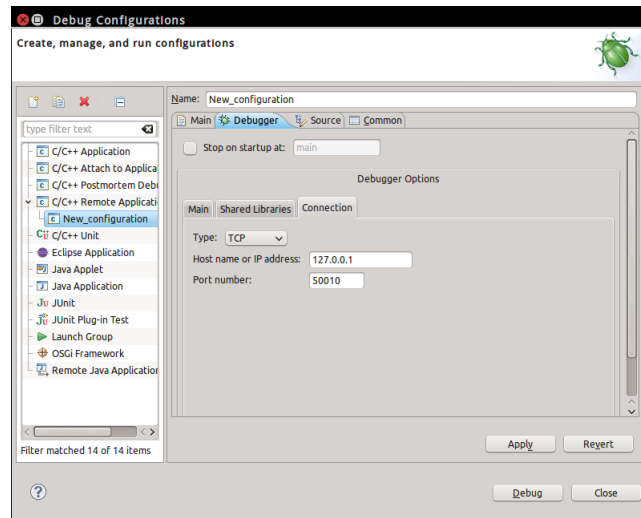 Debug Configurations
Create, manage, and run configurations
Name: New_configuration
Main Debugger Source Common
type filter text
Stop on startup at: main
C/C++ Application
C/C++ Attach to Applica
C/C++ Postmortem Deb
C/C++ Remote Applicati
New_configuration
C/C++ Unit
Eclipse Application
Java Applet
Java Application
JUnit
JUnit Plug-in Test
Launch Group
OSGi Framework
Remote Java Application
Debugger Options
Main Shared Libraries Connection
Type: TCP
Host name or IP address: 127.0.0.1
Port number: 50010
Filter matched 14 of 14 items
Apply Revert
Debug Close